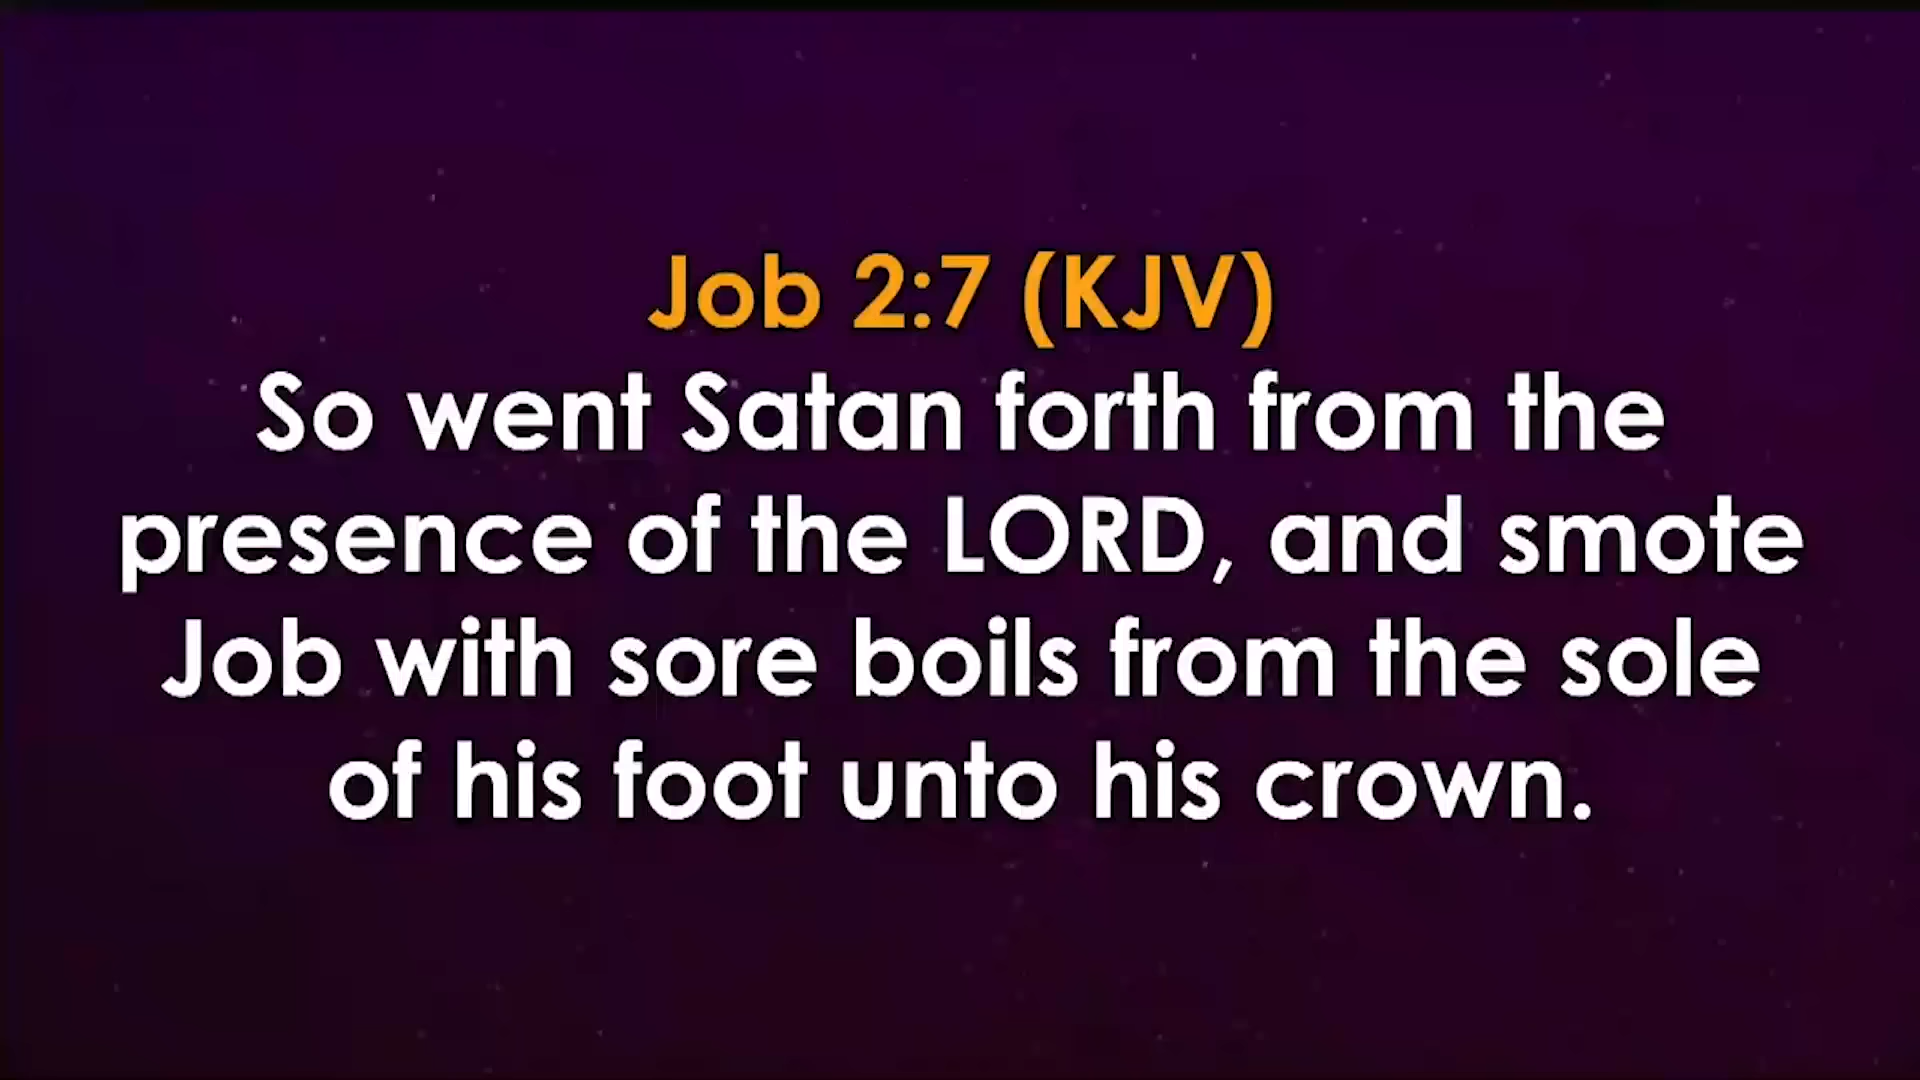 Job 2:7 (KJV)
So went Satan forth from the
presence of the LORD, and smote
Job with sore boils from the sole
of his foot unto his crown.